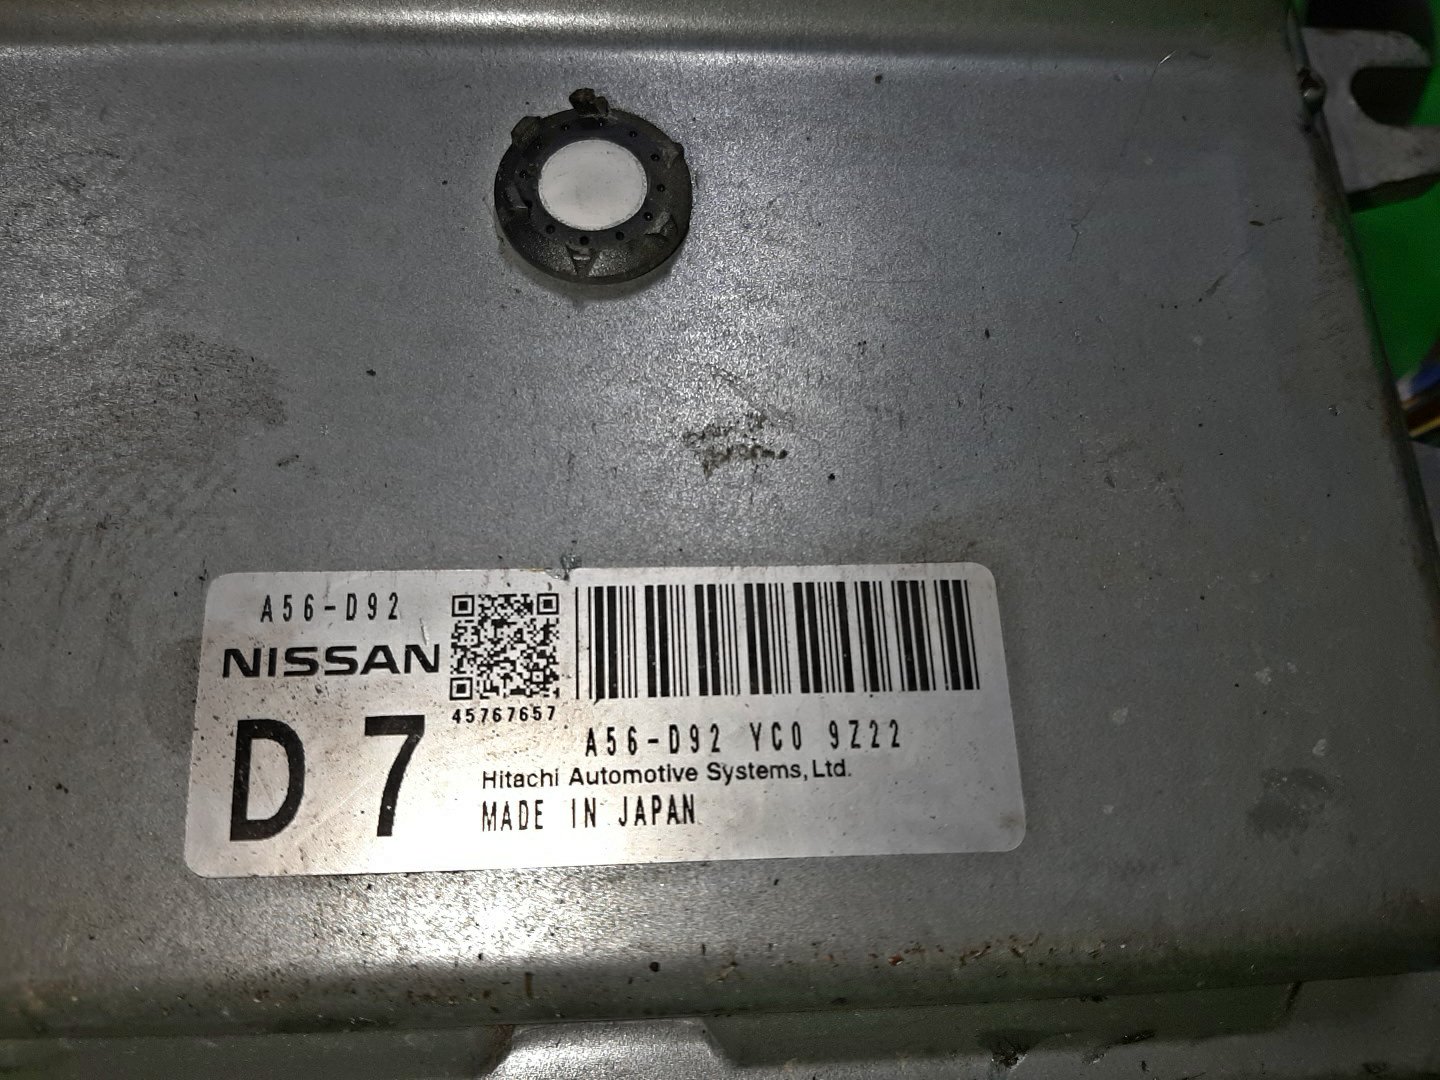 A56-D92
NISSAN
45767657
D 7
A56-D92 YC0 9Z22
Hitachi Automotive Systems, Ltd.
MADE IN JAPAN